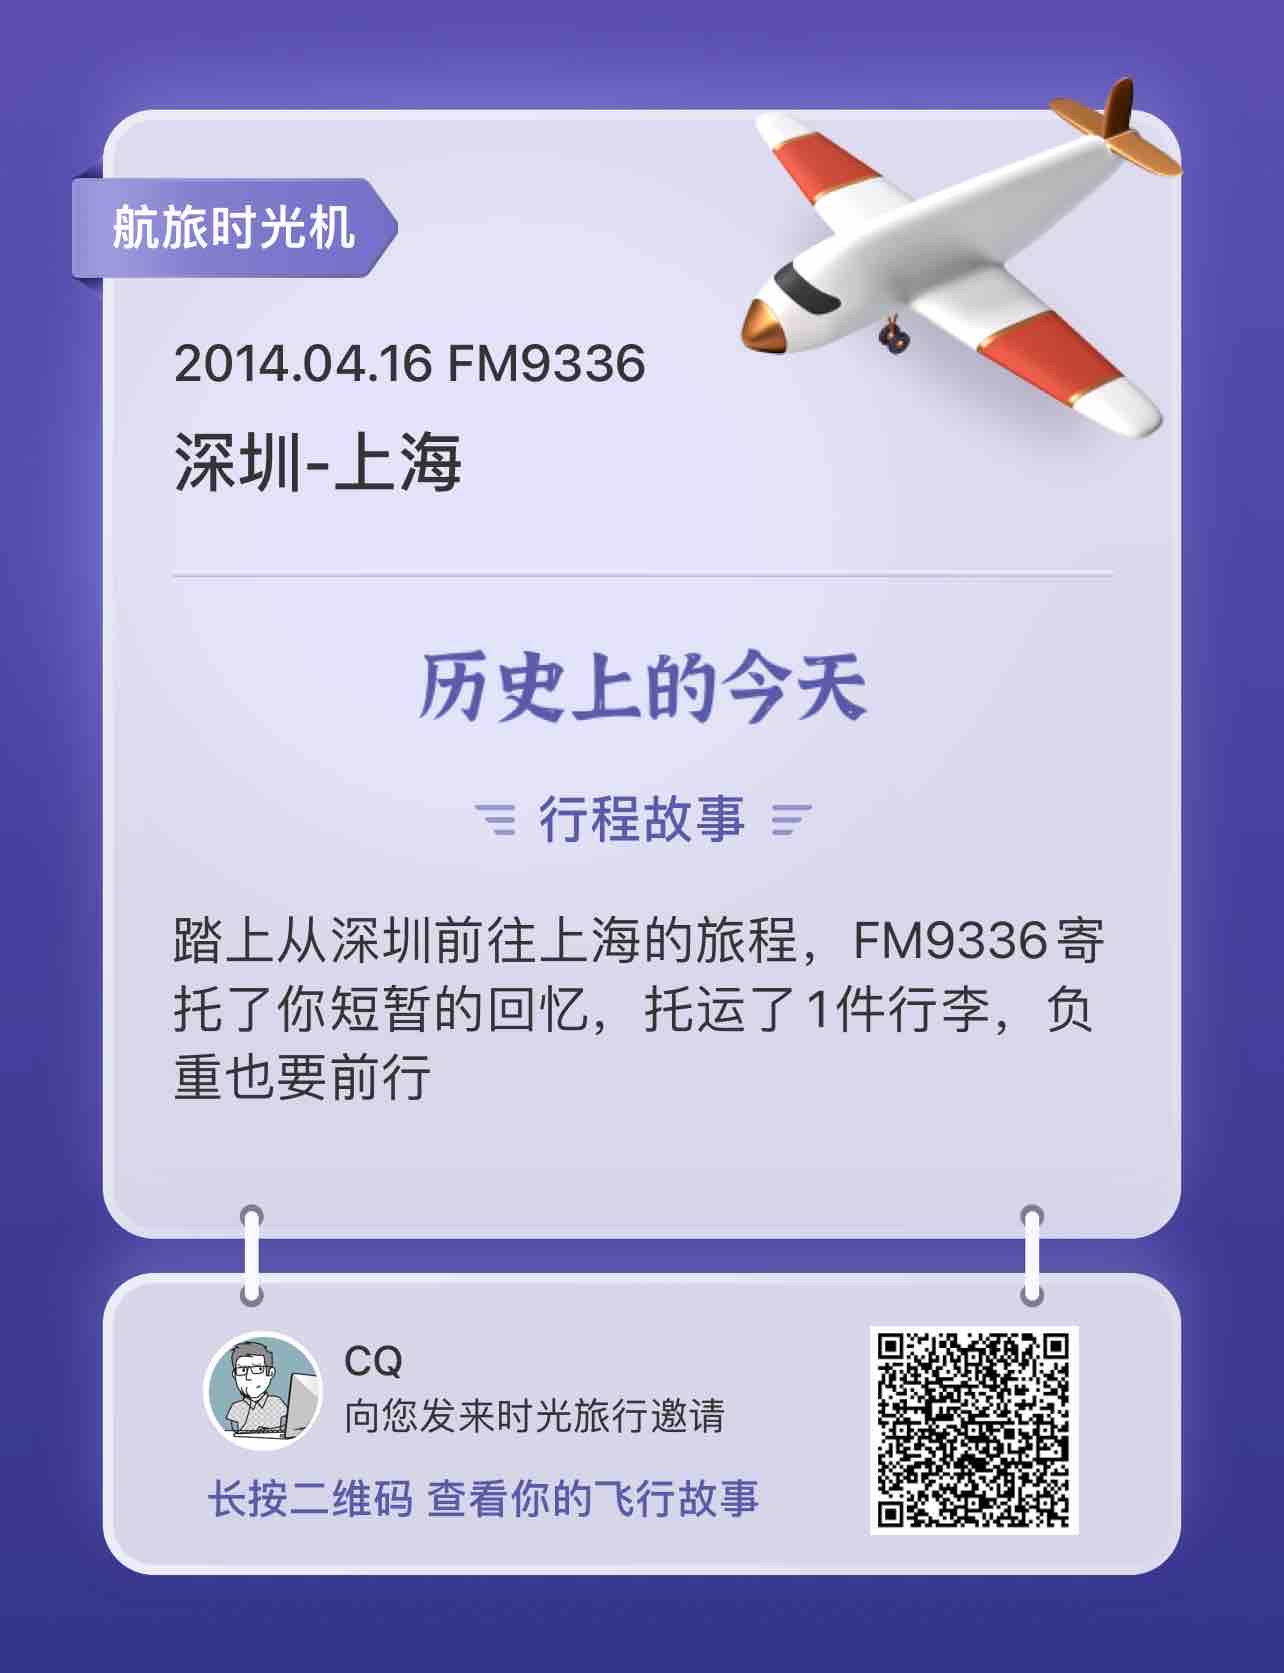 航旅时光机
2014.04.16 FM9336
深圳-上海
历史上的今天
行程故事
踏上从深圳前往上海的旅程，FM9336寄
托了你短暂的回忆，托运了1件行李，负
重也要前行
CQ
向您发来时光旅行邀请
长按二维码 查看你的飞行故事